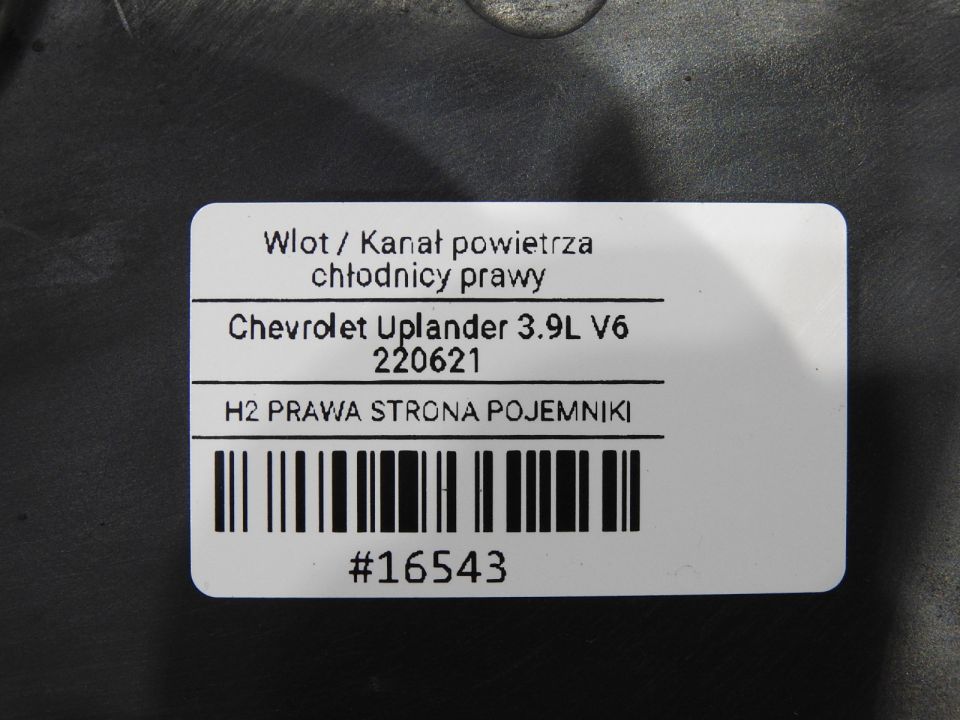 Wlot / Kanał powietrza
chłodnicy prawy
Chevrolet Uplander 3.9L V6
220621
H2 PRAWA STRONA POJEMNIKI
#16543